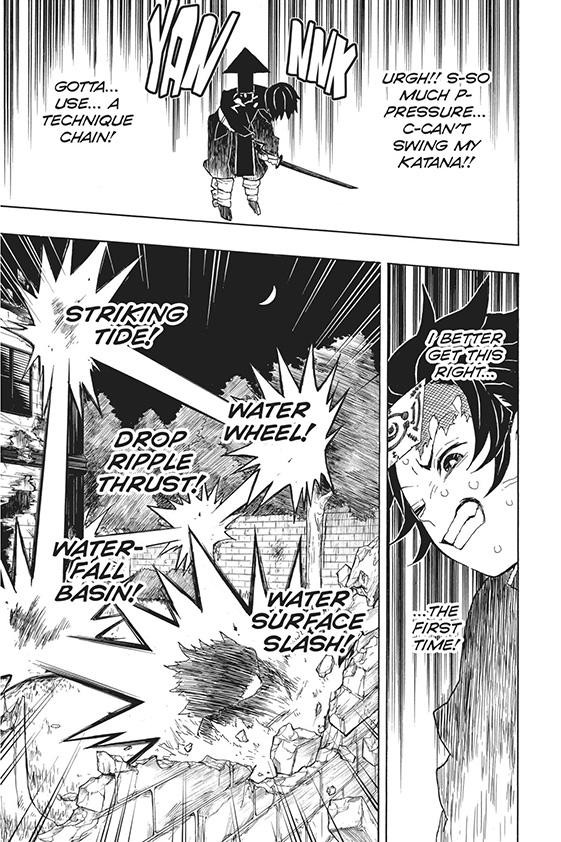 URGH!! S-SO
MUCH P-
PRESSURE...
C-CAN'T
SWING MY
KATANA!!
YAN
NNK
GOTTA...
USE... A
TECHNIQUE
CHAIN!
I BETTER
GET THIS
RIGHT...
...THE
FIRST
TIME!
STRIKING
TIDE!
WATER
WHEEL!
DROP
RIPPLE
THRUST!
WATER-
FALL
BASIN!
WATER
SURFACE
SLASH!